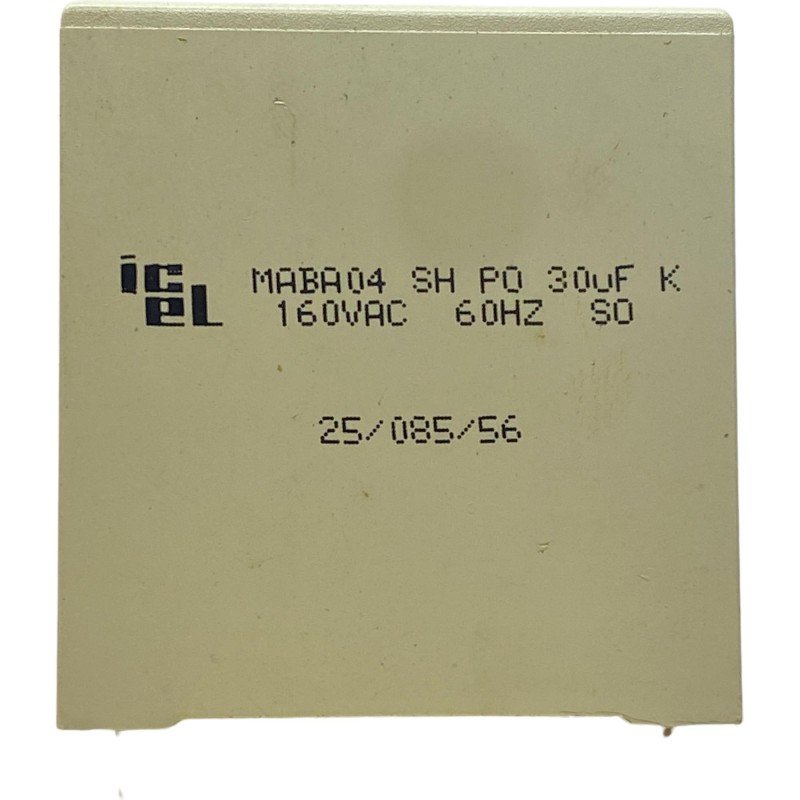 icel MABA04 SH PO 30uF K
160VAC 60HZ SO
25/085/56